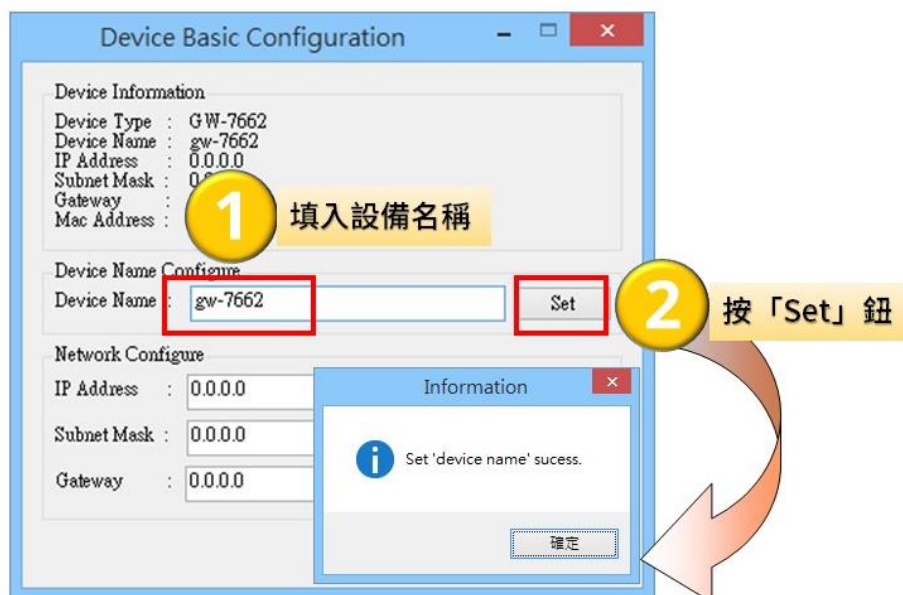 Device Basic Configuration
Device Information
Device Type : GW-7662
Device Name : gw-7662
IP Address : 0.0.0.0
Subnet Mask :
Gateway :
Mac Address :
1 填入設備名稱
Device Name Configure
Device Name : gw-7662
Set
2 按「Set」鈕
Network Configure
IP Address : 0.0.0.0
Subnet Mask : 0.0.0.0
Gateway : 0.0.0.0
Information
Set 'device name' sucess.
確定